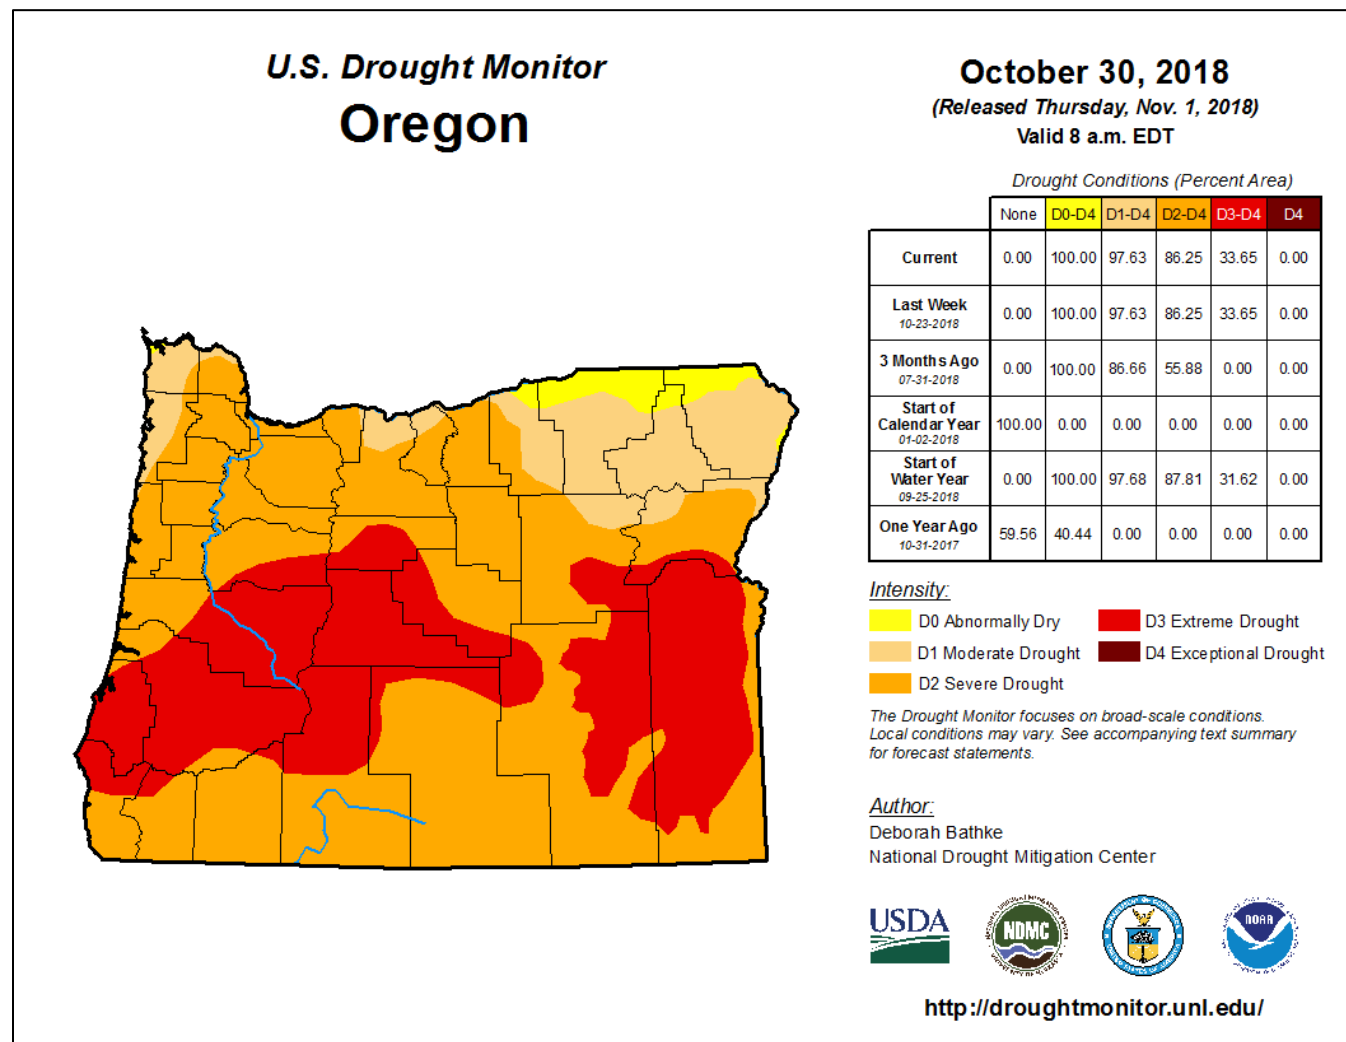 U.S. Drought Monitor
Oregon
October 30, 2018
(Released Thursday, Nov. 1, 2018)
Valid 8 a.m. EDT
Drought Conditions (Percent Area)
None D0-D4 D1-D4 D2-D4 D3-D4 D4
Current 0.00 100.00 97.63 86.25 33.65 0.00
Last Week
10-23-2018 0.00 100.00 97.63 86.25 33.65 0.00
3 Months Ago
07-31-2018 0.00 100.00 86.66 55.88 0.00 0.00
Start of
Calendar Year
01-02-2018 100.00 0.00 0.00 0.00 0.00 0.00
Start of
Water Year
09-25-2018 0.00 100.00 97.68 87.81 31.62 0.00
One Year Ago
10-31-2017 59.56 40.44 0.00 0.00 0.00 0.00
Intensity:
D0 Abnormally Dry D3 Extreme Drought
D1 Moderate Drought D4 Exceptional Drought
D2 Severe Drought
The Drought Monitor focuses on broad-scale conditions.
Local conditions may vary. See accompanying text summary
for forecast statements.
Author:
Deborah Bathke
National Drought Mitigation Center
USDA NDMC NOAA
http://droughtmonitor.unl.edu/